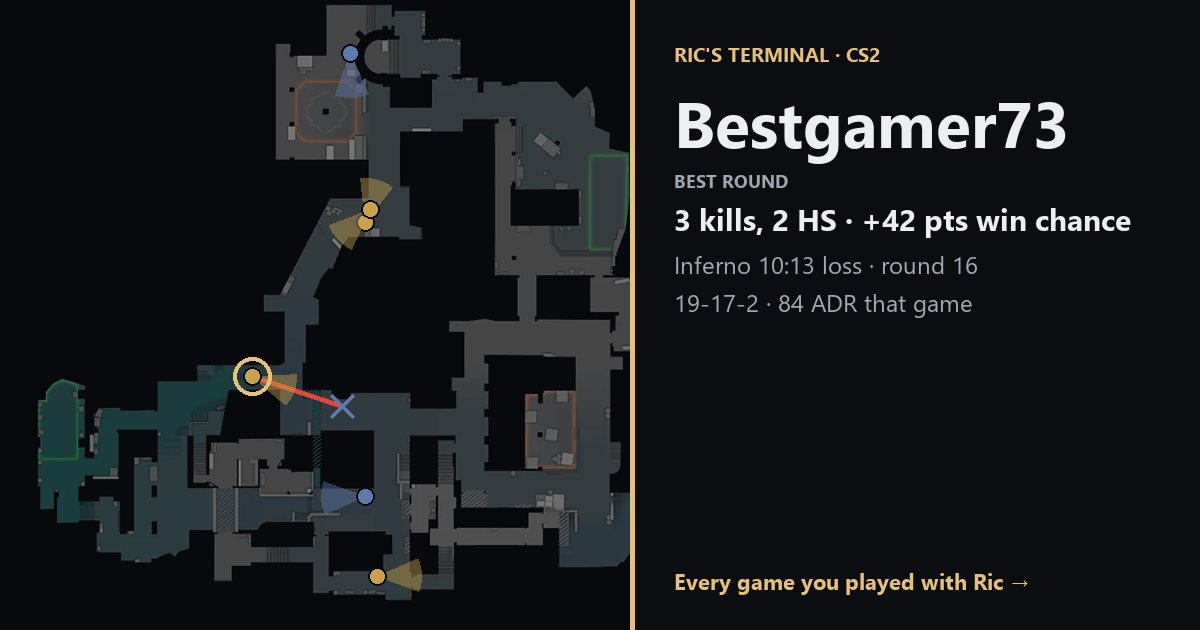 RIC'S TERMINAL · CS2
Bestgamer73
BEST ROUND
3 kills, 2 HS · +42 pts win chance
Inferno 10:13 loss · round 16
19-17-2 · 84 ADR that game
Every game you played with Ric →